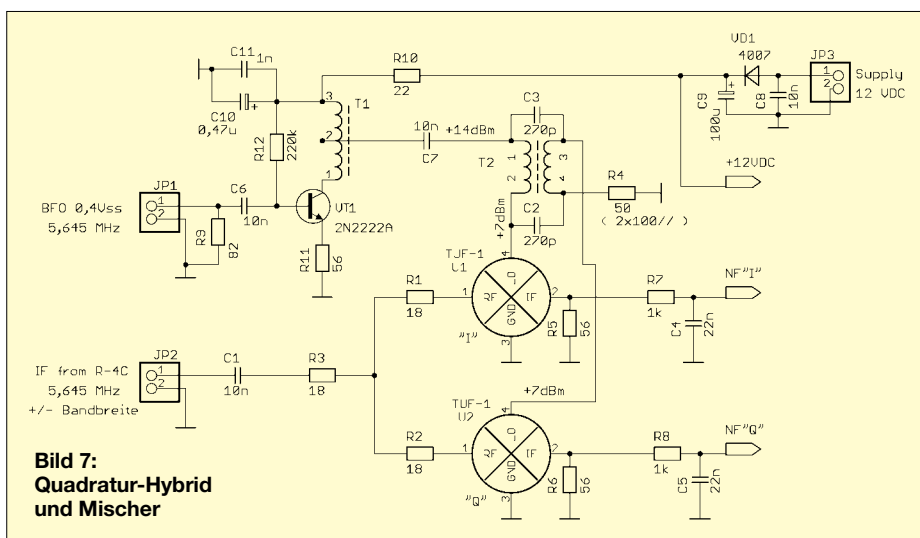 C11
1n
C10
0,47u
R12
220k
3
T1
2
1
R10
22
10n
C7
+14dBm
VD1
4007
JP3
1
2
Supply
12 VDC
C9
100u
C8
10n
C3
270p
T2
1
2
3
4
R4
50
( 2x100// )
+12VDC
JP1
1
2
BFO 0,4Vss
5,645 MHz
R9
82
C6
10n
VT1
2N2222A
R11
56
+7dBm
C2
270p
TUF-1
U1
4
LO
1
RF
IF
2
GND
"I"
3
R1
18
R5
56
R7
1k
C4
22n
NF"I"
JP2
1
2
IF from R-4C
5,645 MHz
+/- Bandbreite
C1
10n
R3
18
R2
18
+7dBm
TUF-1
U2
4
LO
1
RF
IF
2
GND
"Q"
3
R6
56
R8
1k
C5
22n
NF"Q"
Bild 7:
Quadratur-Hybrid
und Mischer